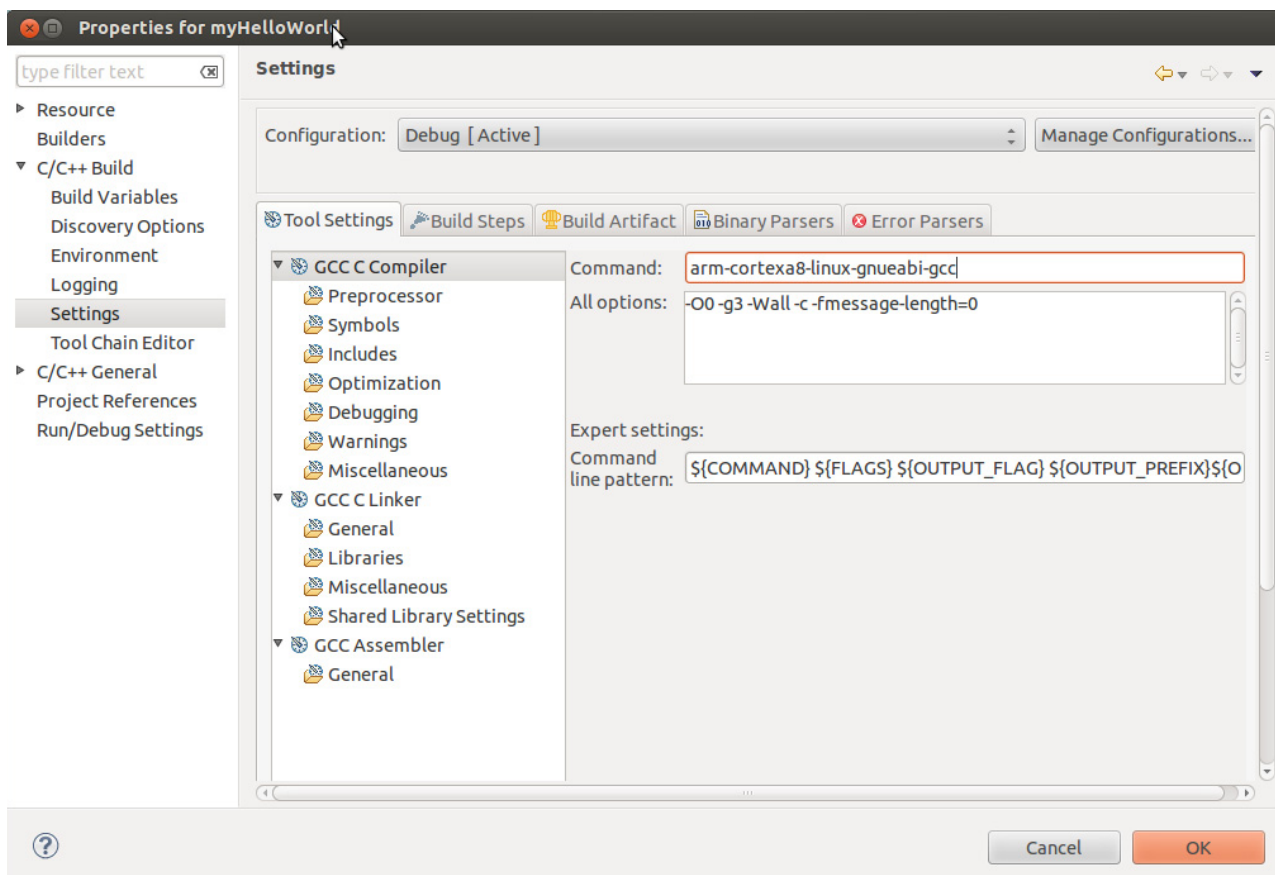 Properties for myHelloWorld
type filter text
Resource
Builders
C/C++ Build
Build Variables
Discovery Options
Environment
Logging
Settings
Tool Chain Editor
C/C++ General
Project References
Run/Debug Settings
Settings
Configuration: Debug [ Active ] Manage Configurations...
Tool Settings Build Steps Build Artifact Binary Parsers Error Parsers
GCC C Compiler
Preprocessor
Symbols
Includes
Optimization
Debugging
Warnings
Miscellaneous
GCC C Linker
General
Libraries
Miscellaneous
Shared Library Settings
GCC Assembler
General
Command: arm-cortexa8-linux-gnueabi-gcc
All options: -O0 -g3 -Wall -c -fmessage-length=0
Expert settings:
Command
line pattern: ${COMMAND} ${FLAGS} ${OUTPUT_FLAG} ${OUTPUT_PREFIX}${O
Cancel OK